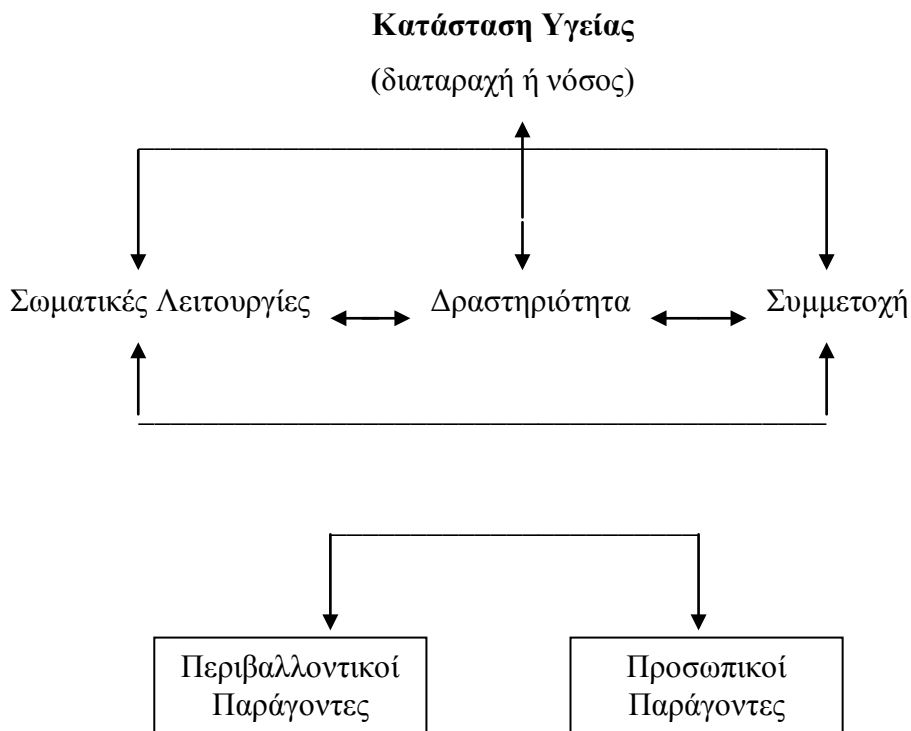 Κατάσταση Υγείας
(διαταραχή ή νόσος)
Σωματικές Λειτουργίες
Δραστηριότητα
Συμμετοχή
Περιβαλλοντικοί
Παράγοντες
Προσωπικοί
Παράγοντες